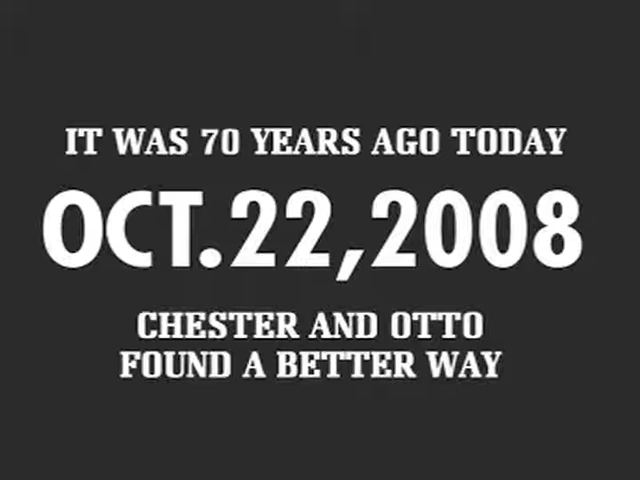 IT WAS 70 YEARS AGO TODAY
OCT.22,2008
CHESTER AND OTTO
FOUND A BETTER WAY